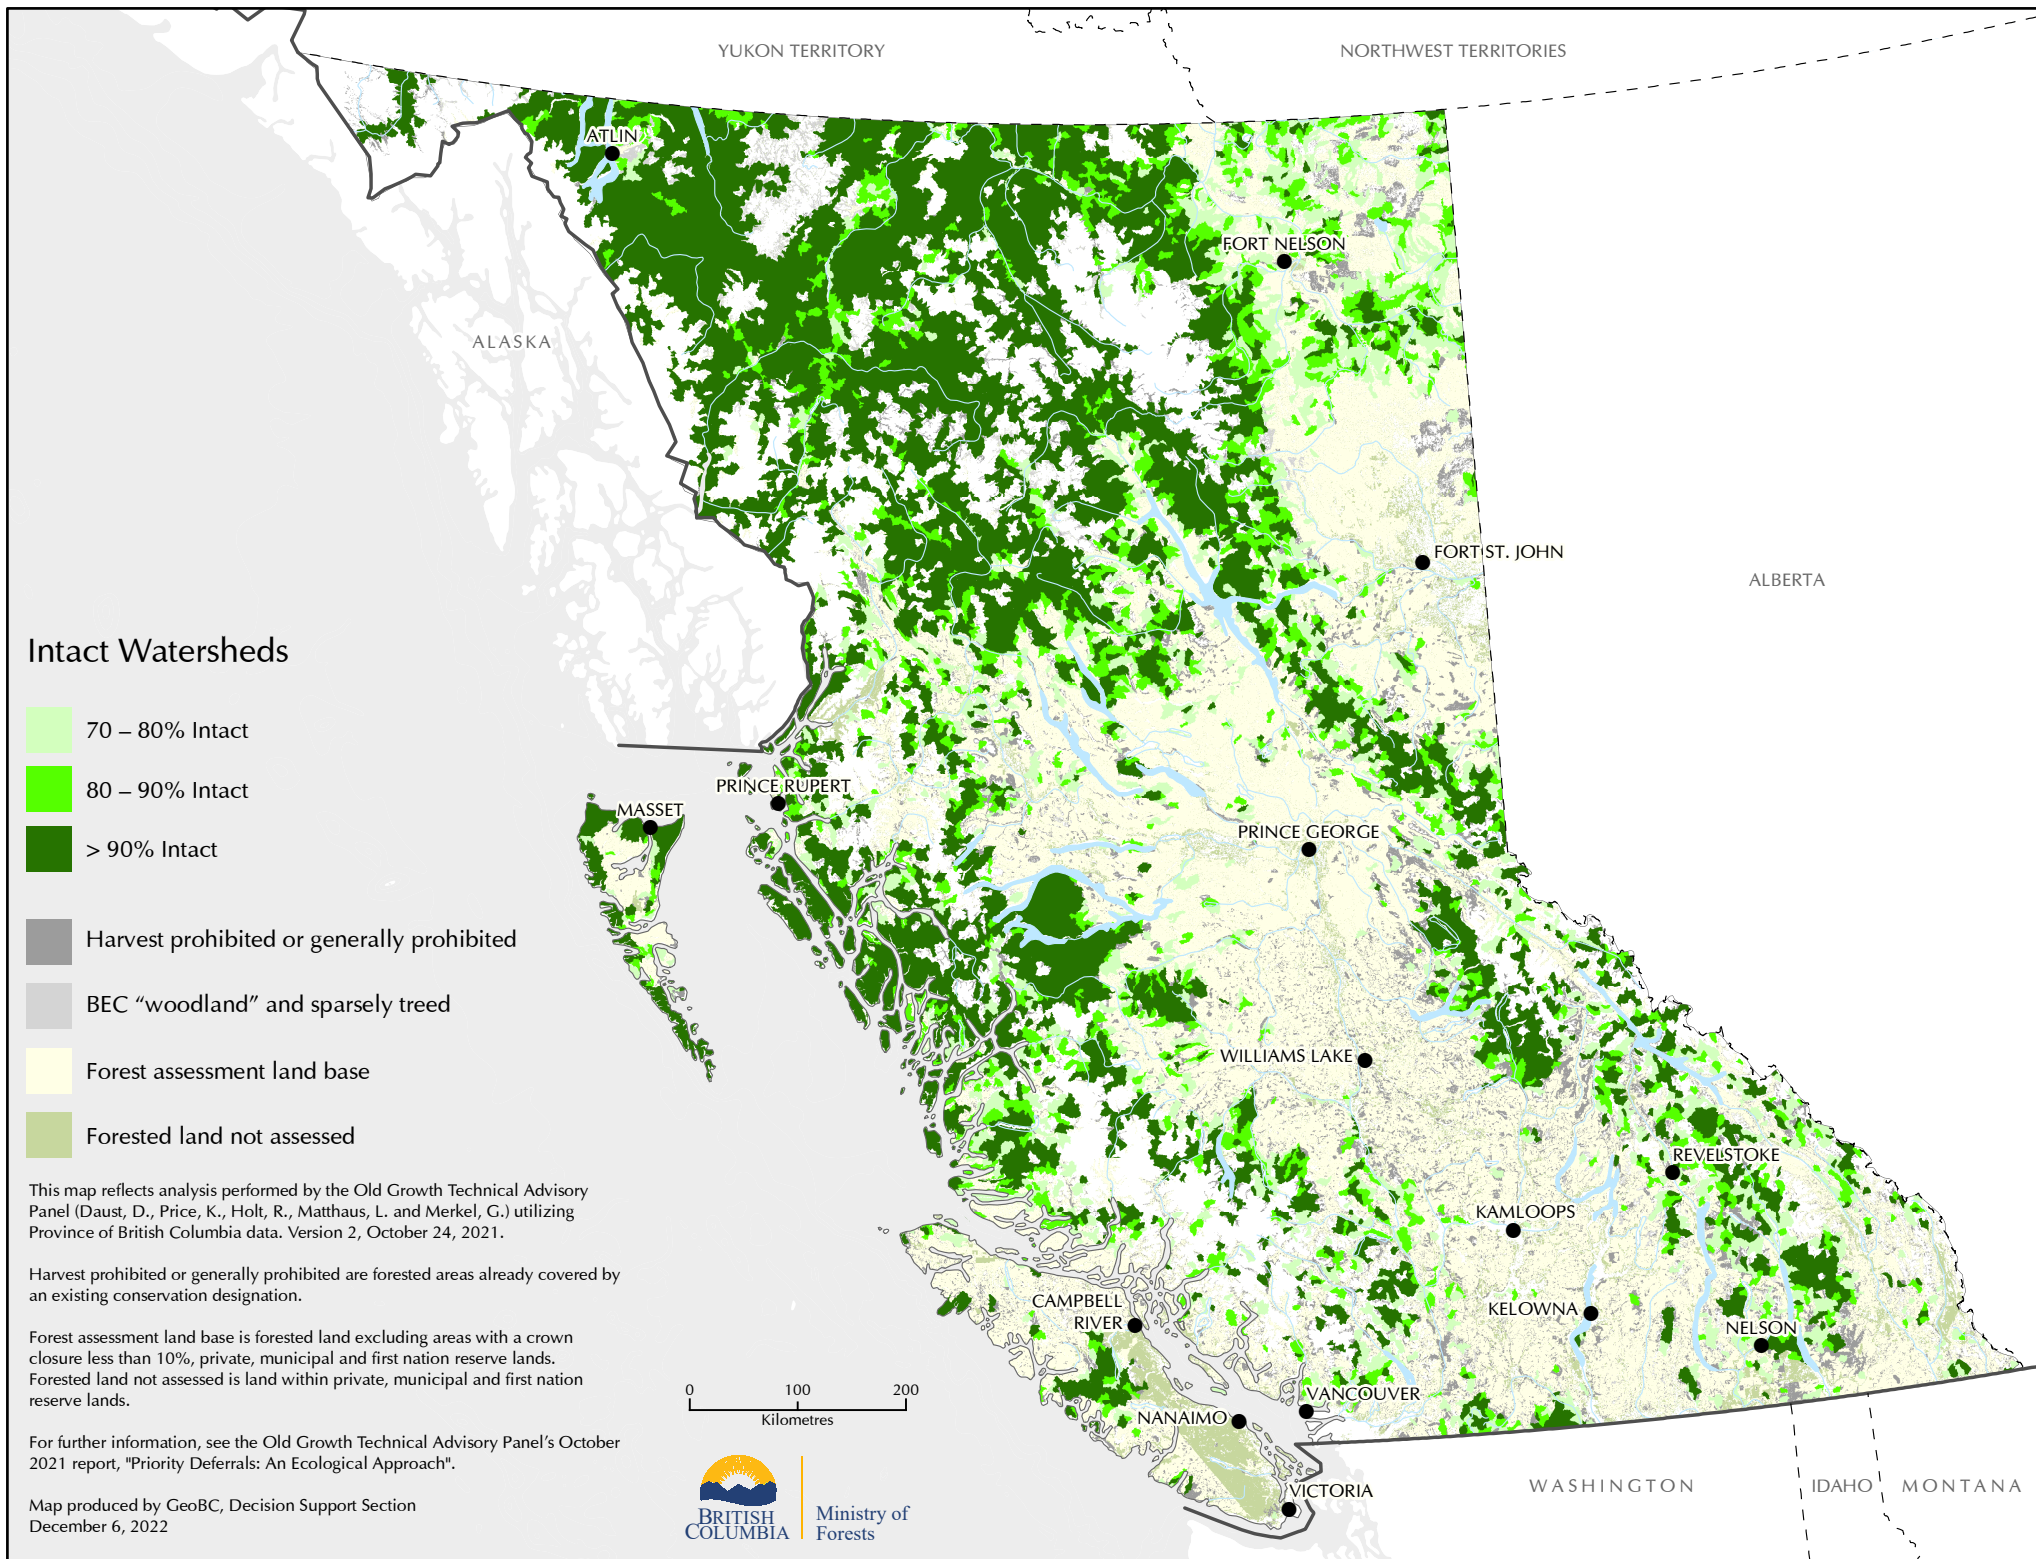 YUKON TERRITORY
NORTHWEST TERRITORIES
ATLIN
FORT NELSON
ALASKA
FORT ST. JOHN
ALBERTA
Intact Watersheds
70 – 80% Intact
80 – 90% Intact
> 90% Intact
Harvest prohibited or generally prohibited
BEC “woodland” and sparsely treed
Forest assessment land base
Forested land not assessed
PRINCE RUPERT
MASSET
PRINCE GEORGE
WILLIAMS LAKE
REVELSTOKE
KAMLOOPS
CAMPBELL
RIVER
KELOWNA
NELSON
VANCOUVER
NANAIMO
VICTORIA
WASHINGTON
IDAHO
MONTANA
This map reflects analysis performed by the Old Growth Technical Advisory
Panel (Daust, D., Price, K., Holt, R., Matthaus, L. and Merkel, G.) utilizing
Province of British Columbia data. Version 2, October 24, 2021.
Harvest prohibited or generally prohibited are forested areas already covered by
an existing conservation designation.
Forest assessment land base is forested land excluding areas with a crown
closure less than 10%, private, municipal and first nation reserve lands.
Forested land not assessed is land within private, municipal and first nation
reserve lands.
For further information, see the Old Growth Technical Advisory Panel’s October
2021 report, "Priority Deferrals: An Ecological Approach".
Map produced by GeoBC, Decision Support Section
December 6, 2022
0 100 200
Kilometres
BRITISH
COLUMBIA
Ministry of
Forests